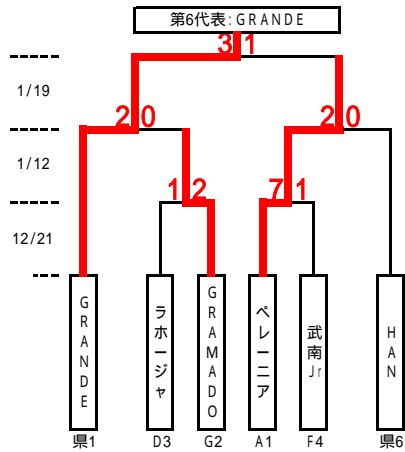 第6代表:GRANDE
3 1
1/19
2 0
2 0
1/12
1 2
7 1
12/21
GRANDE
ラホージャ
GRAMADO
ペレーニア
武南Jr
HAN
県1
D3
G2
A1
F4
県6